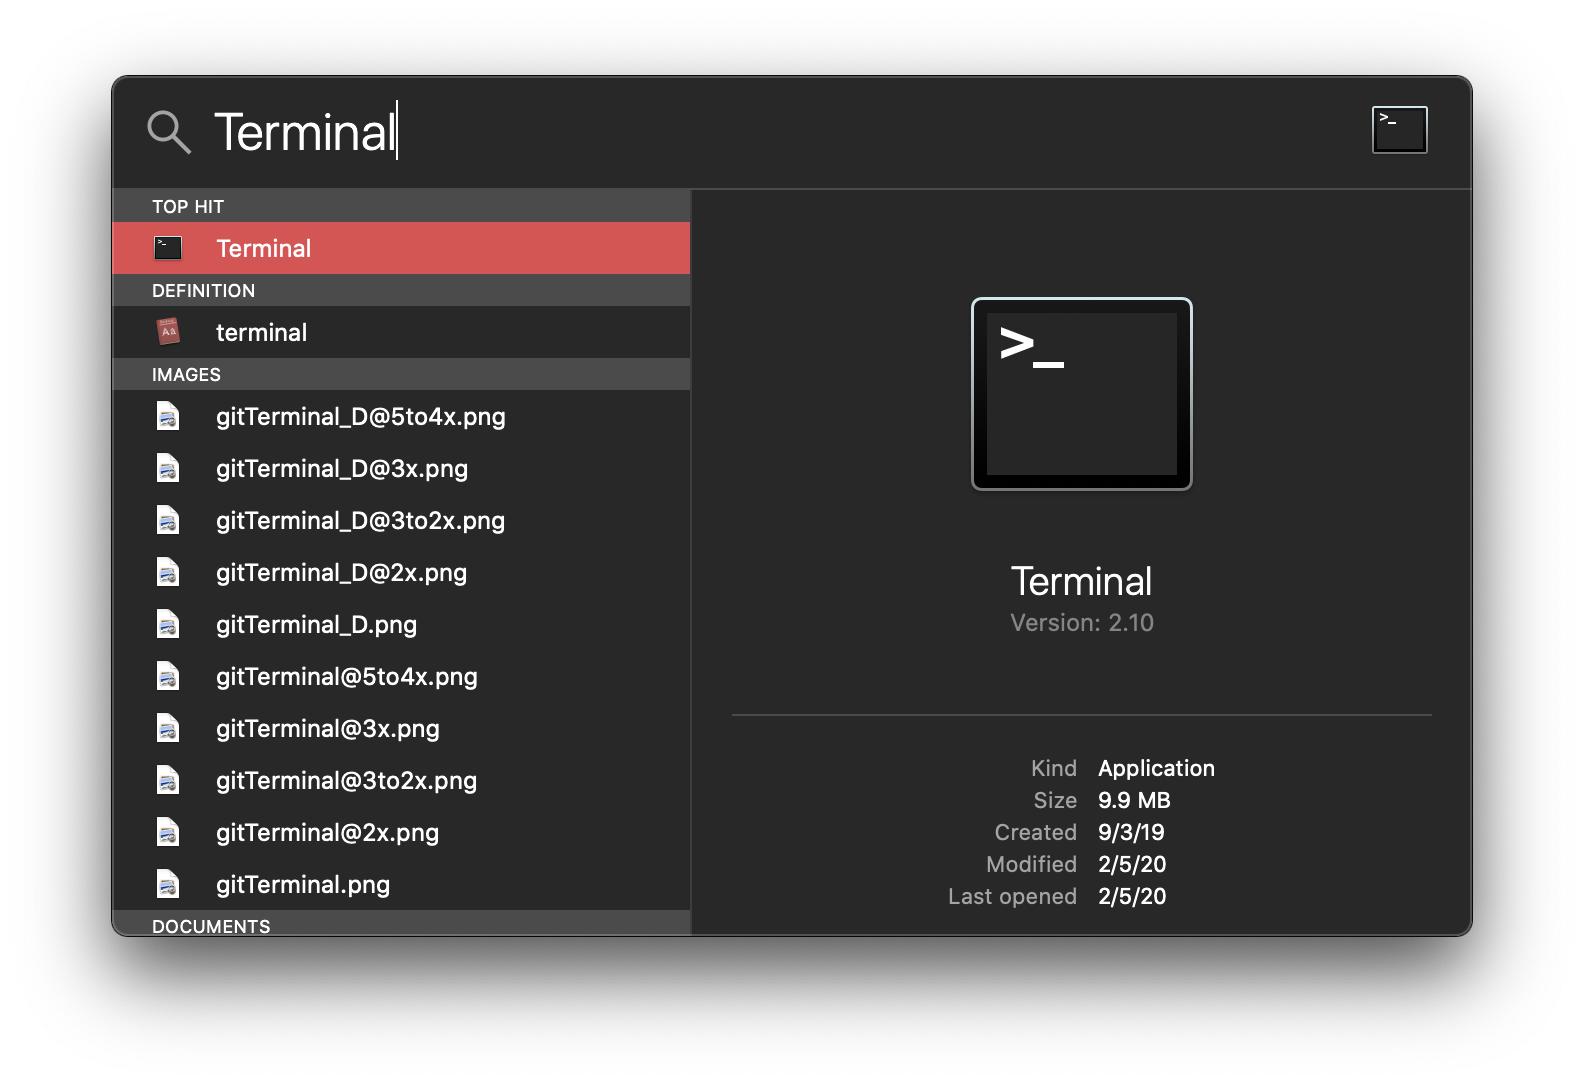 Terminal
TOP HIT
Terminal
DEFINITION
terminal
IMAGES
gitTerminal_D@5to4x.png
gitTerminal_D@3x.png
gitTerminal_D@3to2x.png
gitTerminal_D@2x.png
gitTerminal_D.png
gitTerminal@5to4x.png
gitTerminal@3x.png
gitTerminal@3to2x.png
gitTerminal@2x.png
gitTerminal.png
DOCUMENTS
>_
Terminal
Version: 2.10
Kind Application
Size 9.9 MB
Created 9/3/19
Modified 2/5/20
Last opened 2/5/20